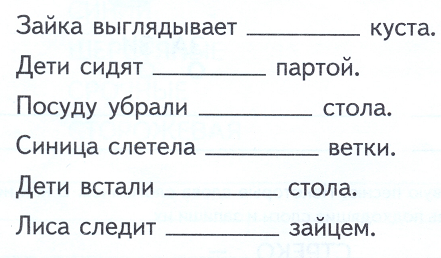 Зайка выглядывает ________ куста.
Дети сидят ________ партой.
Посуду убрали ________ стола.
Синица слетела ________ ветки.
Дети встали ________ стола.
Лиса следит ________ зайцем.